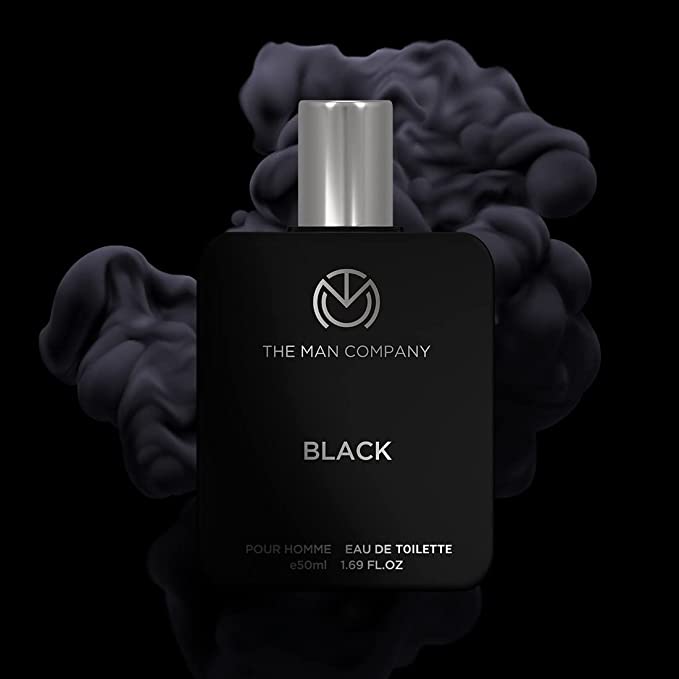 THE MAN COMPANY
BLACK
POUR HOMME EAU DE TOILETTE
e50ml 1.69 FL.OZ